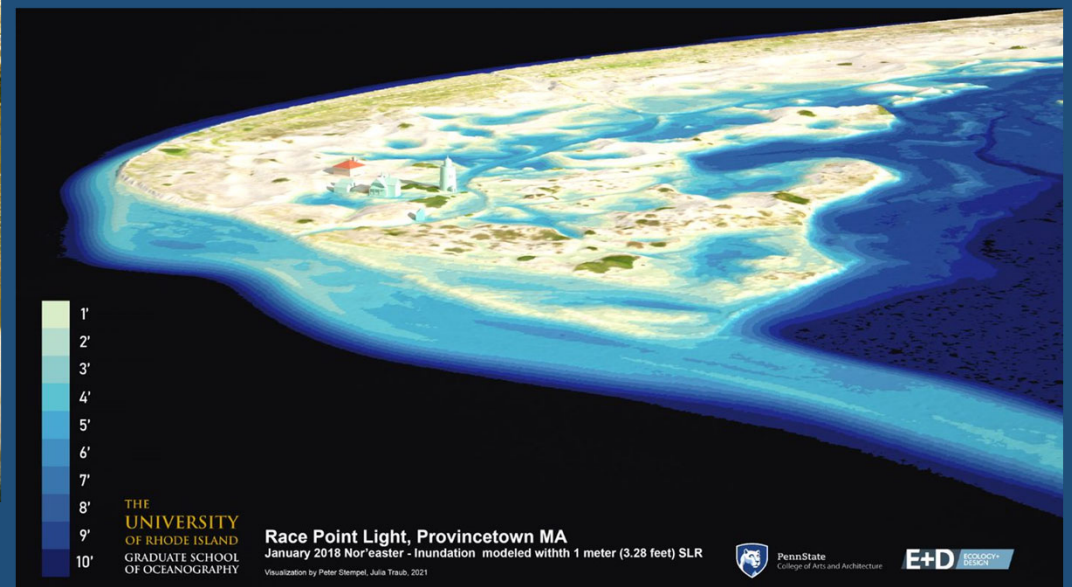 1'
2'
3'
4'
5'
6'
7'
8'
9'
10'
THE
UNIVERSITY
OF RHODE ISLAND
GRADUATE SCHOOL
OF OCEANOGRAPHY
Race Point Light, Provincetown MA
January 2018 Nor'easter - Inundation modeled withth 1 meter (3.28 feet) SLR
Visualization by Peter Stempel, Julia Traub, 2021
PennState
College of Arts and Architecture
E+D ECOLOGY+
DESIGN